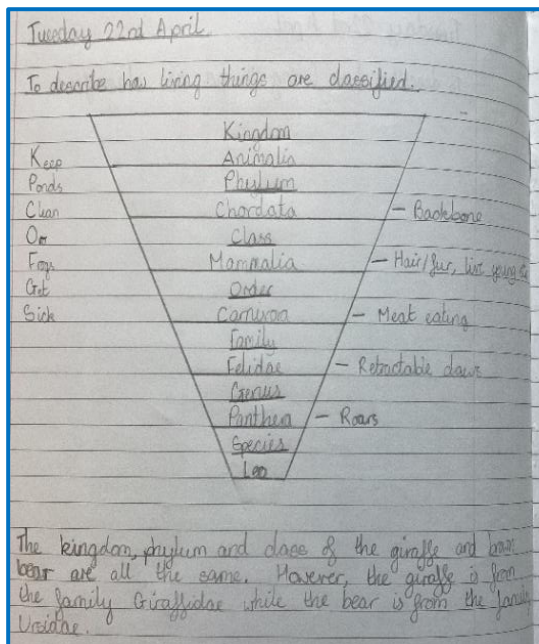 Tuesday 22nd April.
To describe how living things are classified.
Kingdom
Keep Animalia
Ponds Phylum
Clean Chordata - Backbone
Or Class
Frogs Mammalia - Hair/fur, live young
Get Order
Sick Carnivora - Meat eating
Family
Felidae - Retractable claws
Genus
Panthera - Roars
Species
Leo
The kingdom, phylum and class of the giraffe and
bear are all the same. However, the giraffe is from
the family Giraffidae while the bear is from the family
Ursidae.